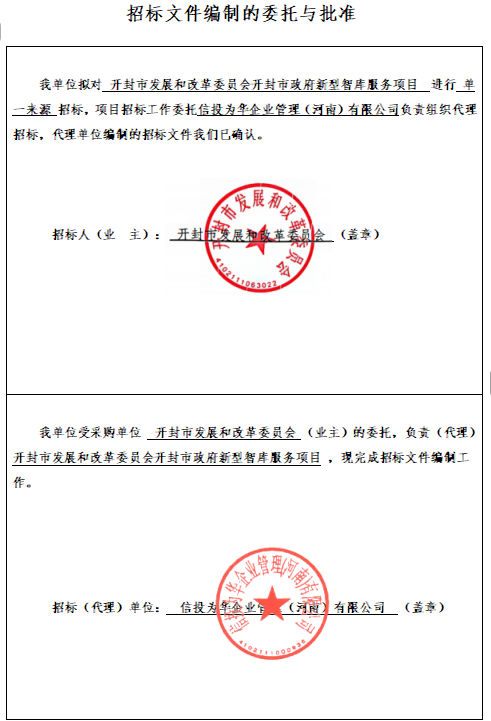 招标文件编制的委托与批准
我单位拟对 开封市发展和改革委员会开封市政府新型智库服务项目 进行 单
一来源 招标，项目招标工作委托信投为华企业管理（河南）有限公司负责组织代理
招标，代理单位编制的招标文件我们已确认。
开封市发展和改革委员会
招标人（业 主）： 开封市发展和改革委员会 （盖章）
4102111063022
我单位受采购单位 开封市发展和改革委员会 （业主）的委托，负责（代理）
开封市发展和改革委员会开封市政府新型智库服务项目 ，现完成招标文件编制工
作。
信投为华企业管理(河南)有限公司
招标（代理）单位： 信投为华企业管理（河南）有限公司 （盖章）